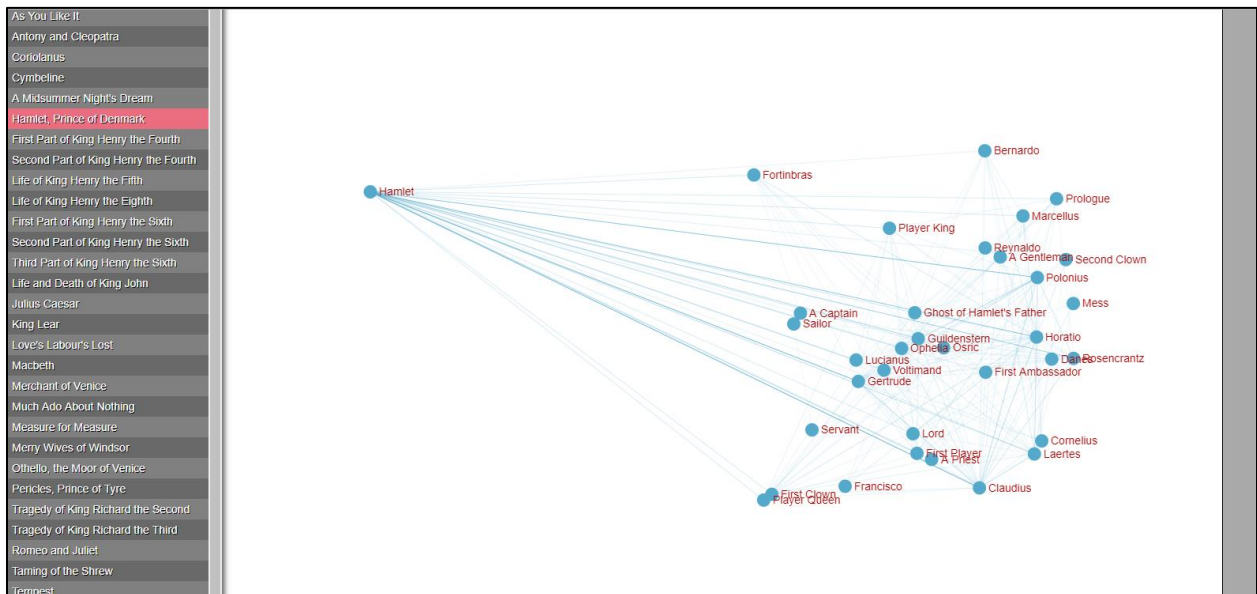 As You Like It
Antony and Cleopatra
Coriolanus
Cymbeline
A Midsummer Night's Dream
Hamlet, Prince of Denmark
First Part of King Henry the Fourth
Second Part of King Henry the Fourth
Life of King Henry the Fifth
Life of King Henry the Eighth
First Part of King Henry the Sixth
Second Part of King Henry the Sixth
Third Part of King Henry the Sixth
Life and Death of King John
Julius Caesar
King Lear
Love's Labour's Lost
Macbeth
Merchant of Venice
Much Ado About Nothing
Measure for Measure
Merry Wives of Windsor
Othello, the Moor of Venice
Pericles, Prince of Tyre
Tragedy of King Richard the Second
Tragedy of King Richard the Third
Romeo and Juliet
Taming of the Shrew
Tempest
Bernardo
Fortinbras
Hamlet
Prologue
Marcellus
Player King
Reynaldo
A Gentleman
Second Clown
Polonius
Mess
A Captain
Ghost of Hamlet's Father
Sailor
Guildenstern
Horatio
Ophelia
Osric
Lucianus
Danes
Rosencrantz
Voltimand
First Ambassador
Gertrude
Servant
Lord
Cornelius
First Player
Laertes
A Priest
Francisco
Claudius
First Clown
Player Queen